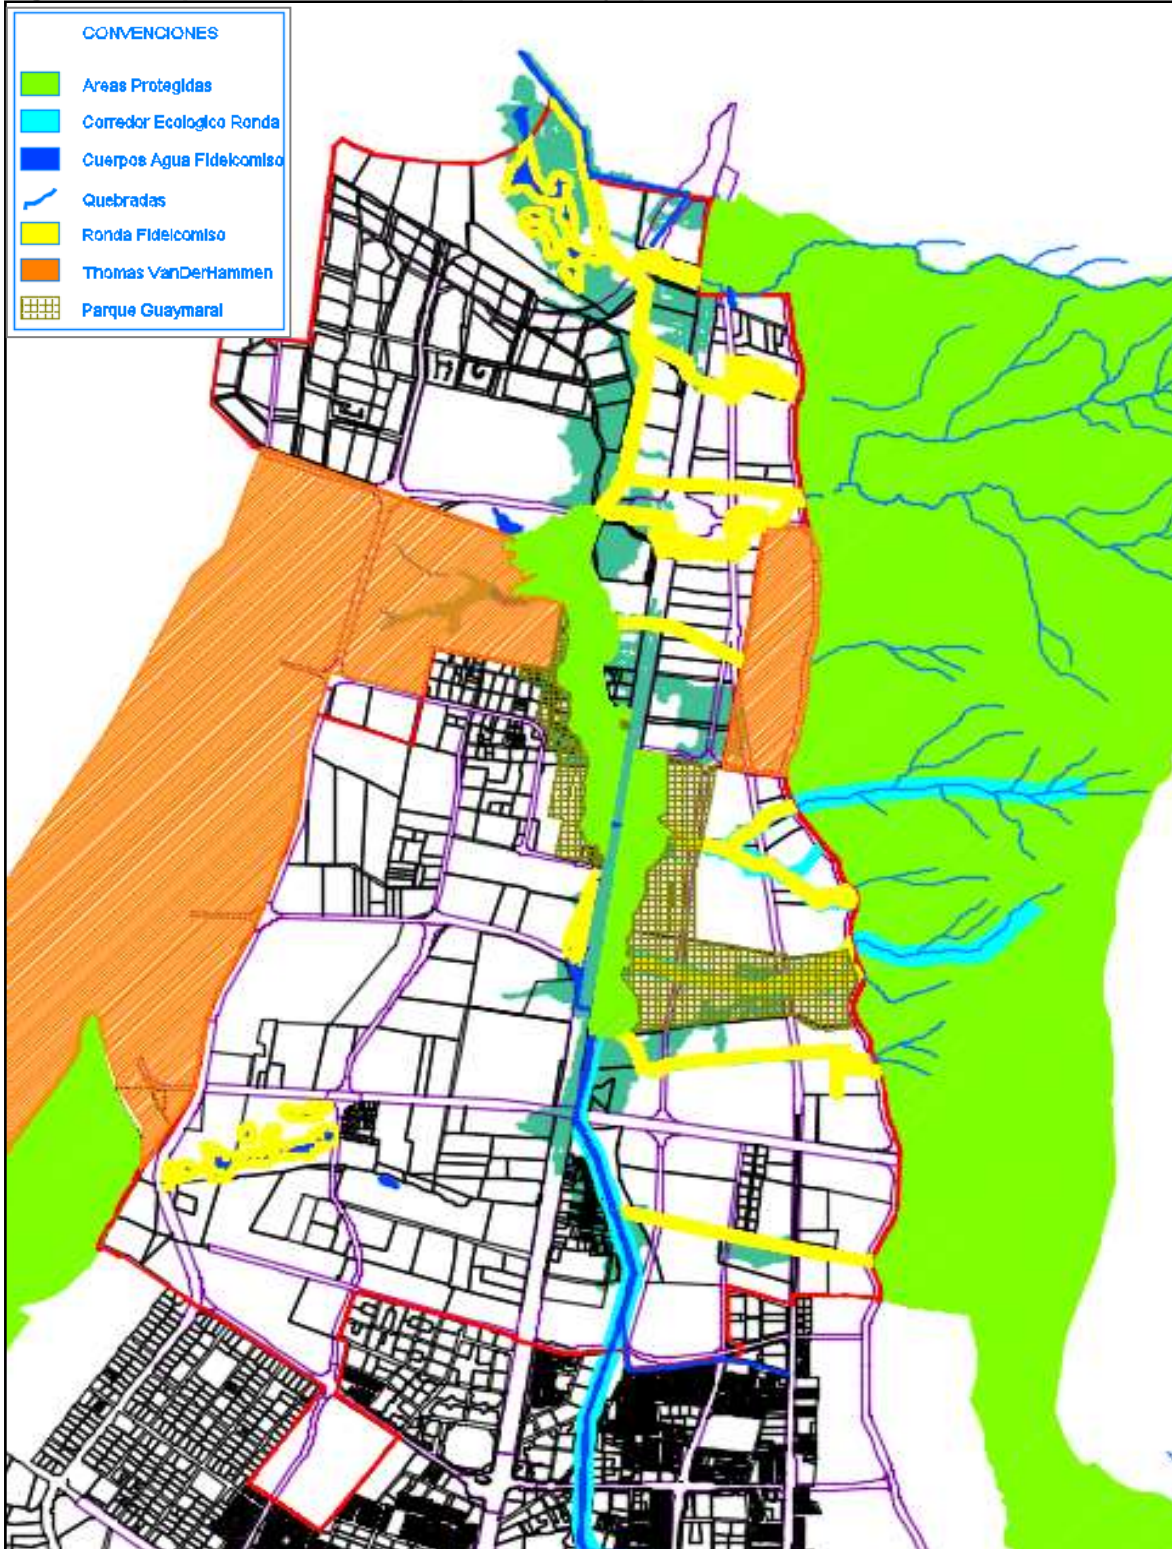 CONVENCIONES
Areas Protegidas
Corredor Ecologico Ronda
Cuerpos Agua Fideicomiso
Quebradas
Ronda Fideicomiso
Thomas VanDerHammen
Parque Guaymaral